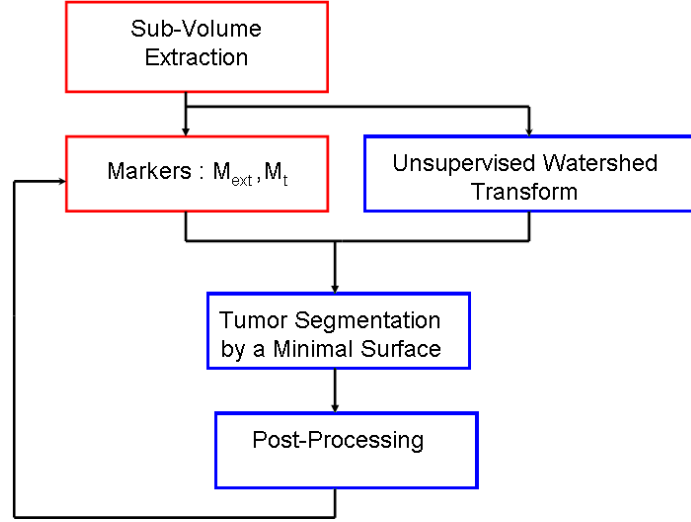 Sub-Volume
Extraction
Markers : Mext ,Mt
Unsupervised Watershed
Transform
Tumor Segmentation
by a Minimal Surface
Post-Processing